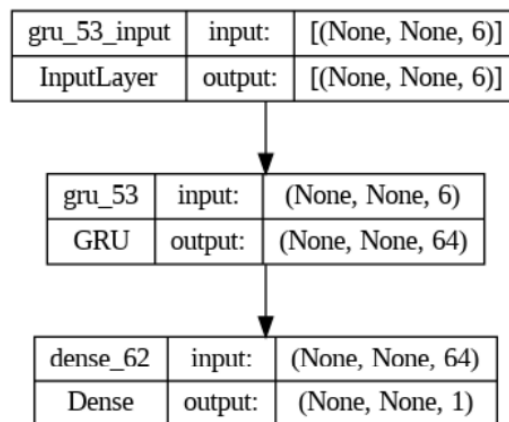 gru_53_input input: [(None, None, 6)]
InputLayer output: [(None, None, 6)]
gru_53 input: (None, None, 6)
GRU output: (None, None, 64)
dense_62 input: (None, None, 64)
Dense output: (None, None, 1)